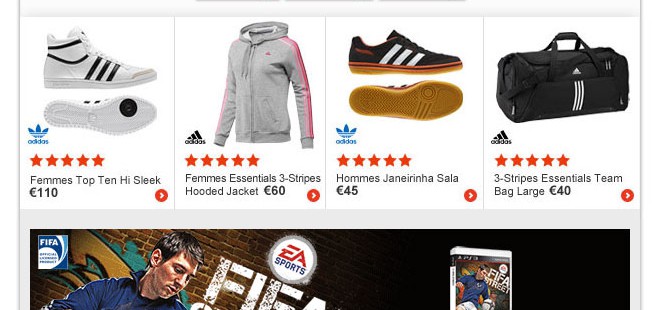 adidas
adidas
adidas
adidas
Femmes Top Ten Hi Sleek
€110
Femmes Essentials 3-Stripes
Hooded Jacket €60
Hommes Janeirinha Sala
€45
3-Stripes Essentials Team
Bag Large €40
FIFA
OFFICIAL
LICENSED
PRODUCT
EA
SPORTS
FIFA
PS3
FIFA
STREET